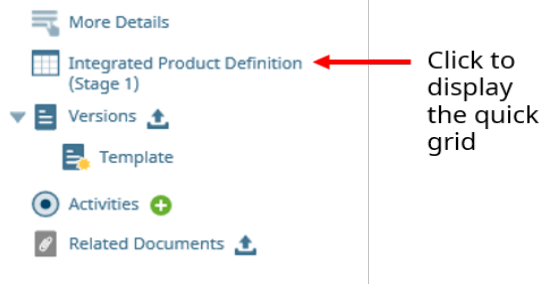 More Details
Integrated Product Definition
(Stage 1)
Versions
Template
Activities
Related Documents
Click to
display
the quick
grid